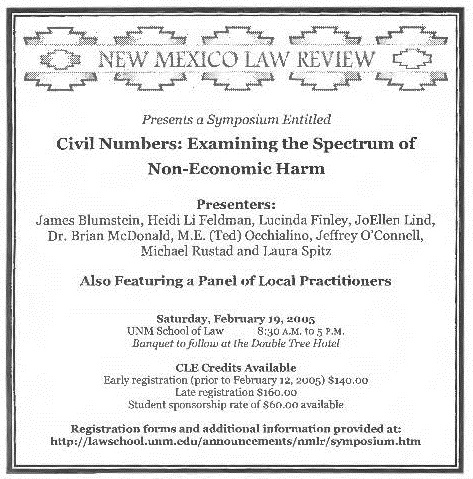 NEW MEXICO LAW REVIEW
Presents a Symposium Entitled
Civil Numbers: Examining the Spectrum of
Non-Economic Harm
Presenters:
James Blumstein, Heidi Li Feldman, Lucinda Finley, JoEllen Lind,
Dr. Brian McDonald, M.E. (Ted) Occhialino, Jeffrey O'Connell,
Michael Rustad and Laura Spitz
Also Featuring a Panel of Local Practitioners
Saturday, February 19, 2005
UNM School of Law 8:30 A.M. to 5 P.M.
Banquet to follow at the Double Tree Hotel
CLE Credits Available
Early registration (prior to February 12, 2005) $140.00
Late registration $160.00
Student sponsorship rate of $60.00 available
Registration forms and additional information provided at:
http://lawschool.unm.edu/announcements/nmlr/symposium.htm